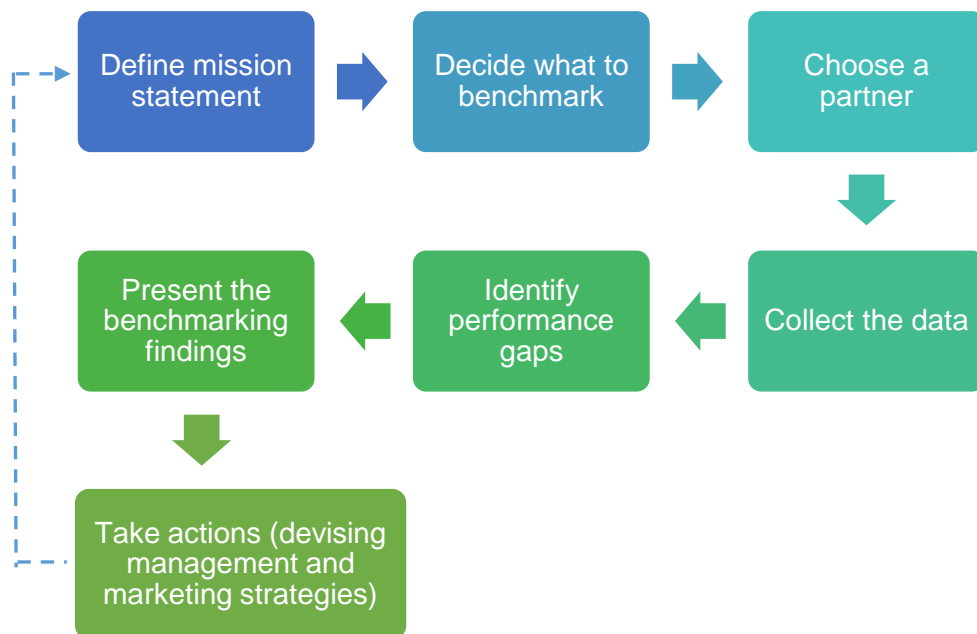 Define mission
statement
Decide what to
benchmark
Choose a
partner
Collect the data
Identify
performance
gaps
Present the
benchmarking
findings
Take actions (devising
management and
marketing strategies)